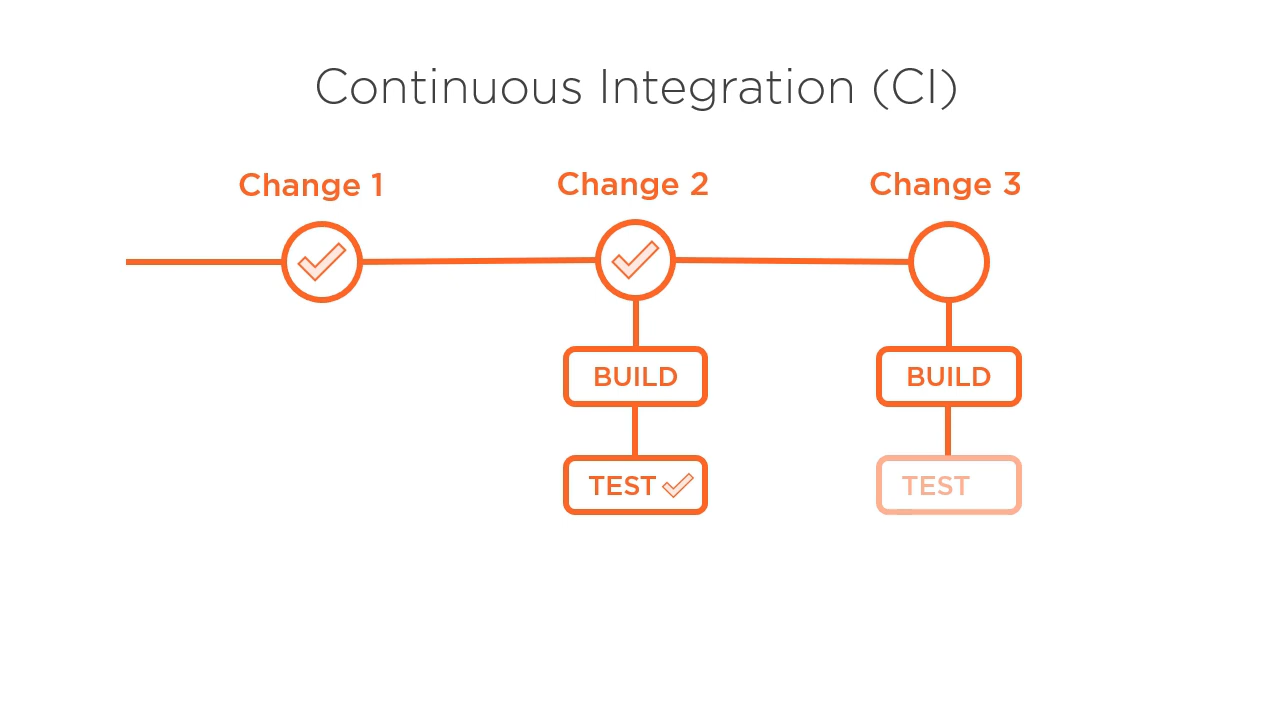 Continuous Integration (CI)
Change 1
Change 2
Change 3
BUILD
BUILD
TEST
TEST